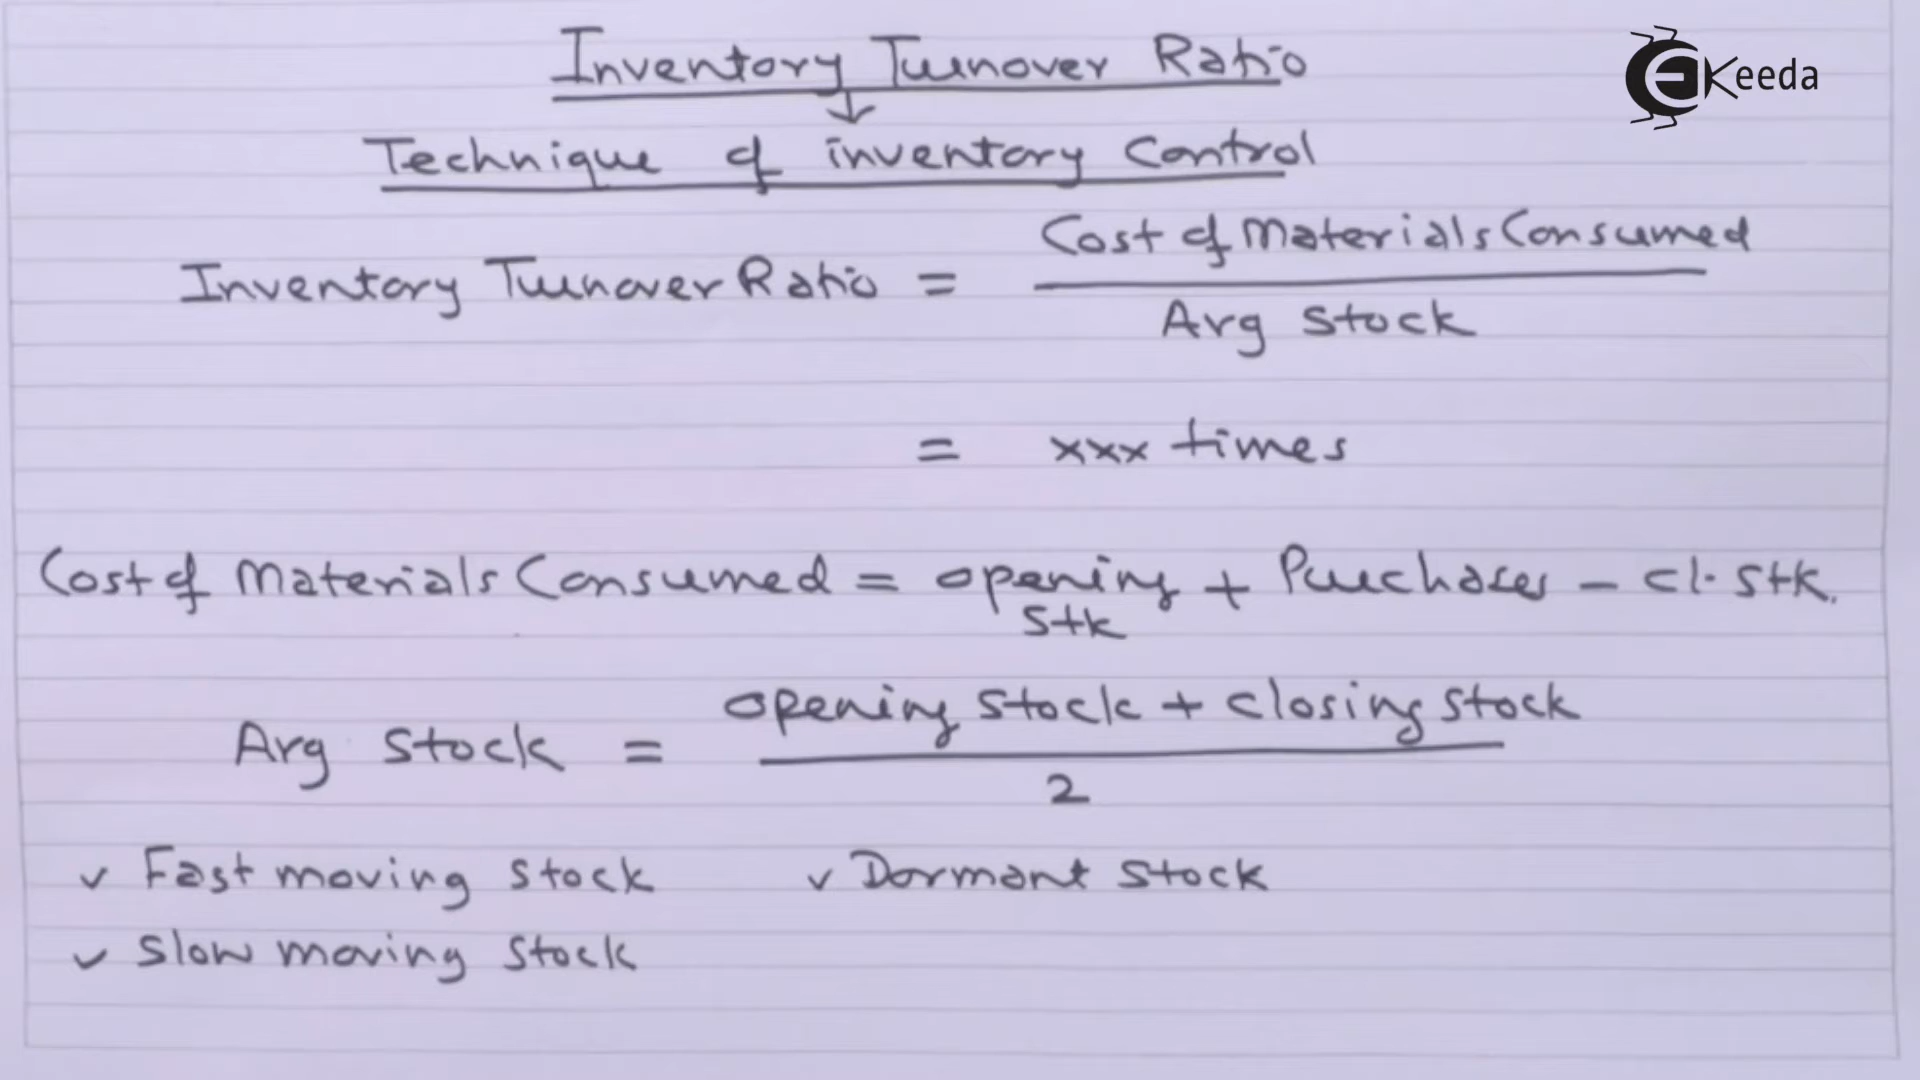 Inventory Turnover Ratio
Technique of inventory Control
Inventory Turnover Ratio = Cost of Materials Consumed
Avg Stock
= xxx times
Cost of Materials Consumed = opening + Purchases - cl. stk.
stk
Avg Stock = opening stock + closing stock
2
✓ Fast moving stock ✓ Dormant stock
✓ slow moving stock
EKeeda